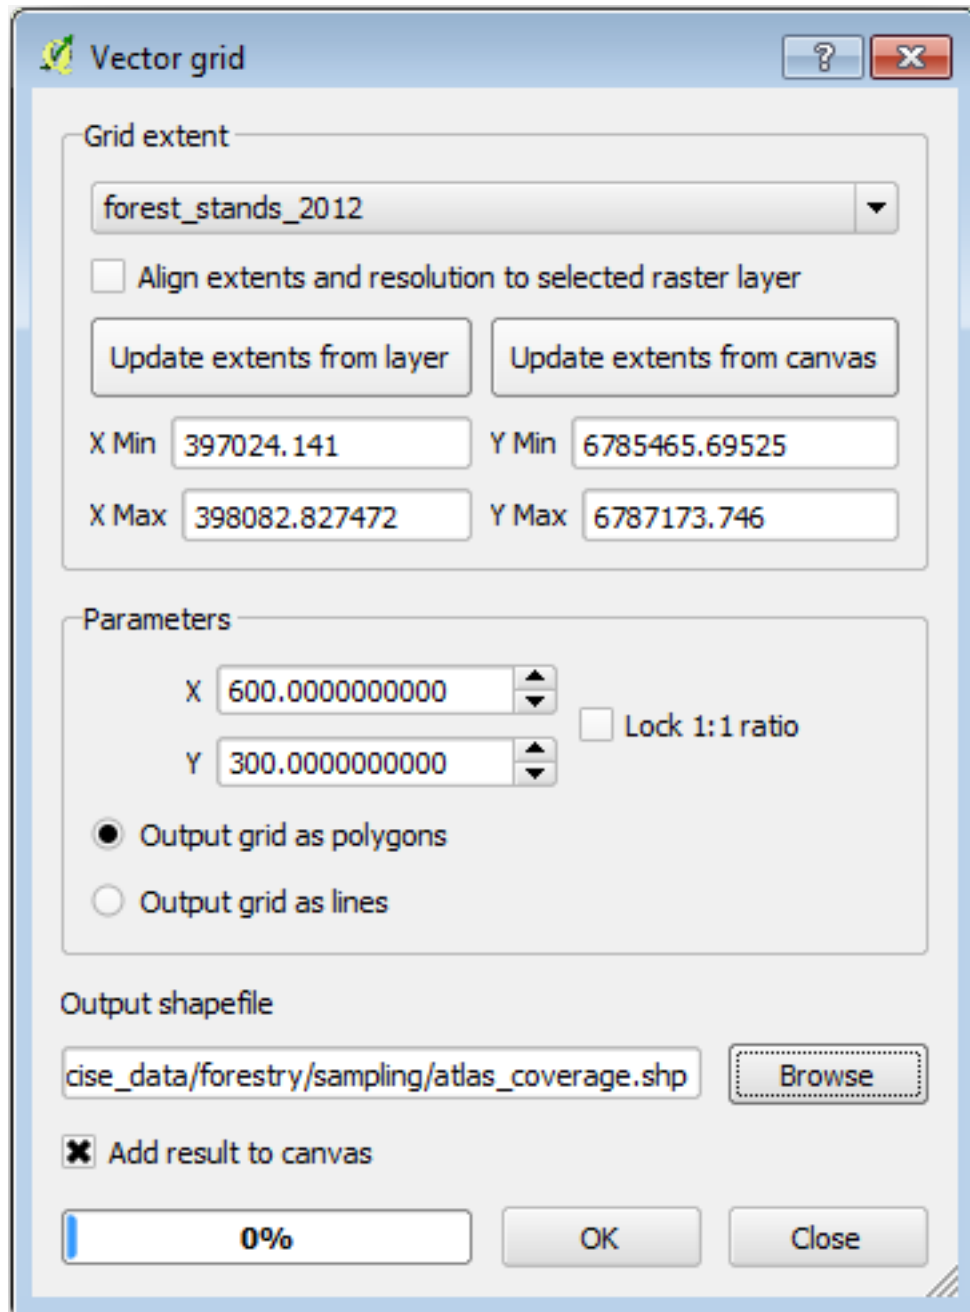 Vector grid
?
Grid extent
forest_stands_2012
Align extents and resolution to selected raster layer
Update extents from layer Update extents from canvas
X Min 397024.141 Y Min 6785465.69525
X Max 398082.827472 Y Max 6787173.746
Parameters
X 600.0000000000
Lock 1:1 ratio
Y 300.0000000000
Output grid as polygons
Output grid as lines
Output shapefile
cise_data/forestry/sampling/atlas_coverage.shp Browse
Add result to canvas
0% OK Close